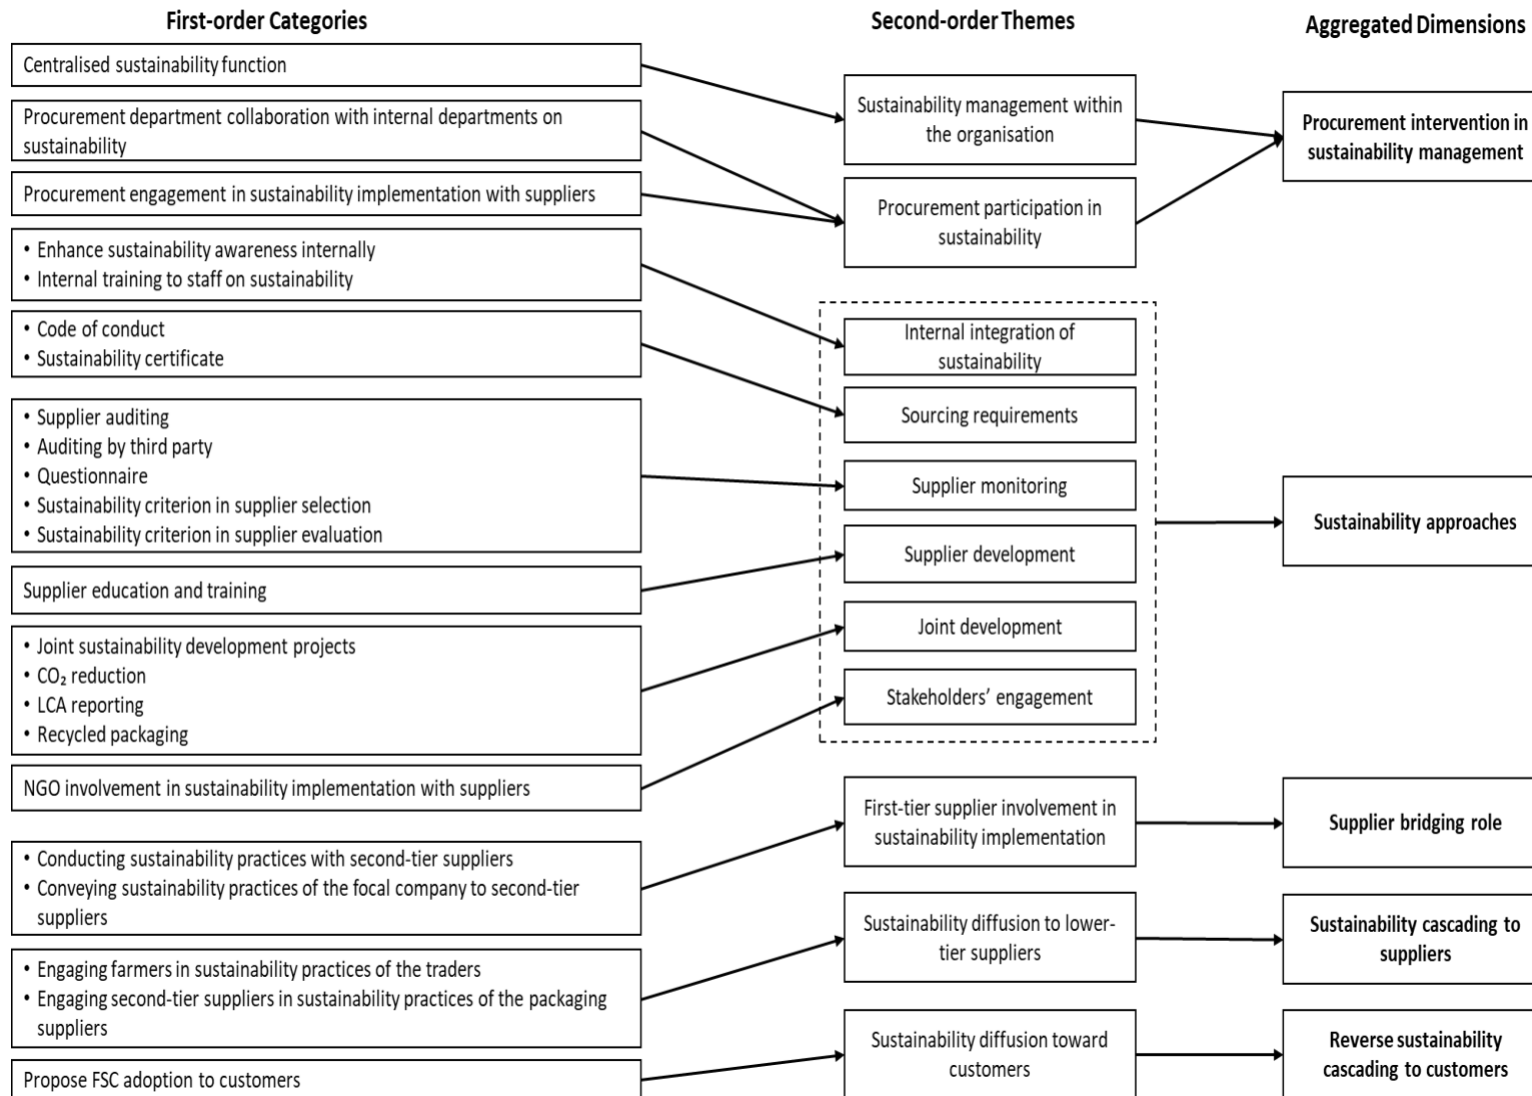 First-order Categories
Second-order Themes
Aggregated Dimensions
Centralised sustainability function
Procurement department collaboration with internal departments on
sustainability
Procurement engagement in sustainability implementation with suppliers
• Enhance sustainability awareness internally
• Internal training to staff on sustainability
• Code of conduct
• Sustainability certificate
• Supplier auditing
• Auditing by third party
• Questionnaire
• Sustainability criterion in supplier selection
• Sustainability criterion in supplier evaluation
Supplier education and training
• Joint sustainability development projects
• CO₂ reduction
• LCA reporting
• Recycled packaging
NGO involvement in sustainability implementation with suppliers
• Conducting sustainability practices with second-tier suppliers
• Conveying sustainability practices of the focal company to second-tier
suppliers
• Engaging farmers in sustainability practices of the traders
• Engaging second-tier suppliers in sustainability practices of the packaging
suppliers
Propose FSC adoption to customers
Sustainability management within
the organisation
Procurement participation in
sustainability
Internal integration of
sustainability
Sourcing requirements
Supplier monitoring
Supplier development
Joint development
Stakeholders’ engagement
First-tier supplier involvement in
sustainability implementation
Sustainability diffusion to lower-
tier suppliers
Sustainability diffusion toward
customers
Procurement intervention in
sustainability management
Sustainability approaches
Supplier bridging role
Sustainability cascading to
suppliers
Reverse sustainability
cascading to customers